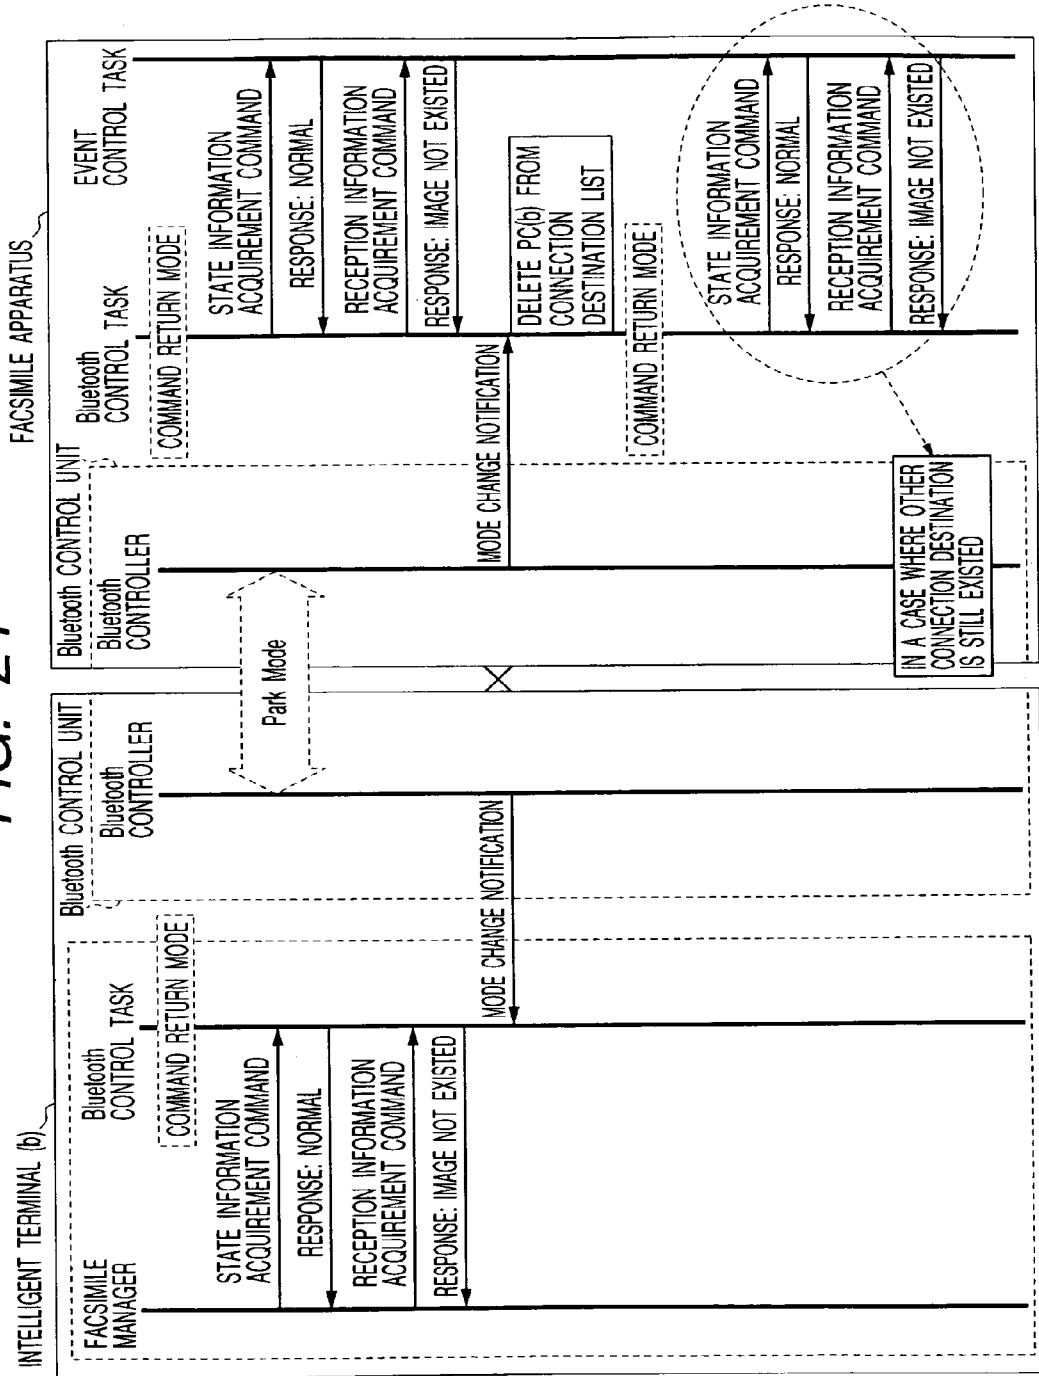 FIG. 21
INTELLIGENT TERMINAL (b)
FACSIMILE
MANAGER
Bluetooth
CONTROL TASK
Bluetooth CONTROL UNIT
Bluetooth
CONTROLLER
FACSIMILE APPARATUS
Bluetooth CONTROL UNIT
Bluetooth
CONTROLLER
Bluetooth
CONTROL TASK
EVENT
CONTROL TASK
COMMAND RETURN MODE
COMMAND RETURN MODE
STATE INFORMATION
ACQUIREMENT COMMAND
RESPONSE: NORMAL
RECEPTION INFORMATION
ACQUIREMENT COMMAND
RESPONSE: IMAGE NOT EXISTED
Park Mode
STATE INFORMATION
ACQUIREMENT COMMAND
RESPONSE: NORMAL
RECEPTION INFORMATION
ACQUIREMENT COMMAND
RESPONSE: IMAGE NOT EXISTED
MODE CHANGE NOTIFICATION
MODE CHANGE NOTIFICATION
DELETE PC(b) FROM
CONNECTION
DESTINATION LIST
COMMAND RETURN MODE
STATE INFORMATION
ACQUIREMENT COMMAND
RESPONSE: NORMAL
RECEPTION INFORMATION
ACQUIREMENT COMMAND
RESPONSE: IMAGE NOT EXISTED
IN A CASE WHERE OTHER
CONNECTION DESTINATION
IS STILL EXISTED